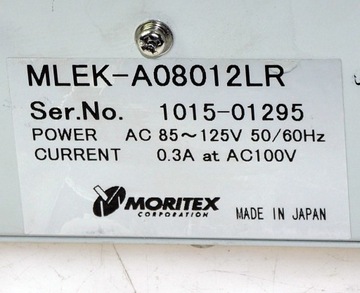 MLEK-A08012LR
Ser.No. 1015-01295
POWER AC 85~125V 50/60Hz
CURRENT 0.3A at AC100V
MORITEX
CORPORATION
MADE IN JAPAN